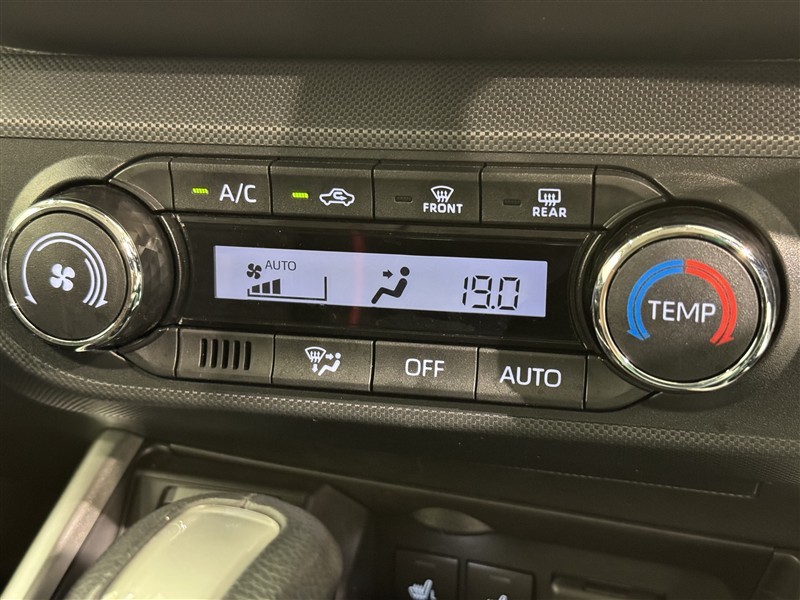 A/C
FRONT
REAR
AUTO
19.0
TEMP
OFF
AUTO